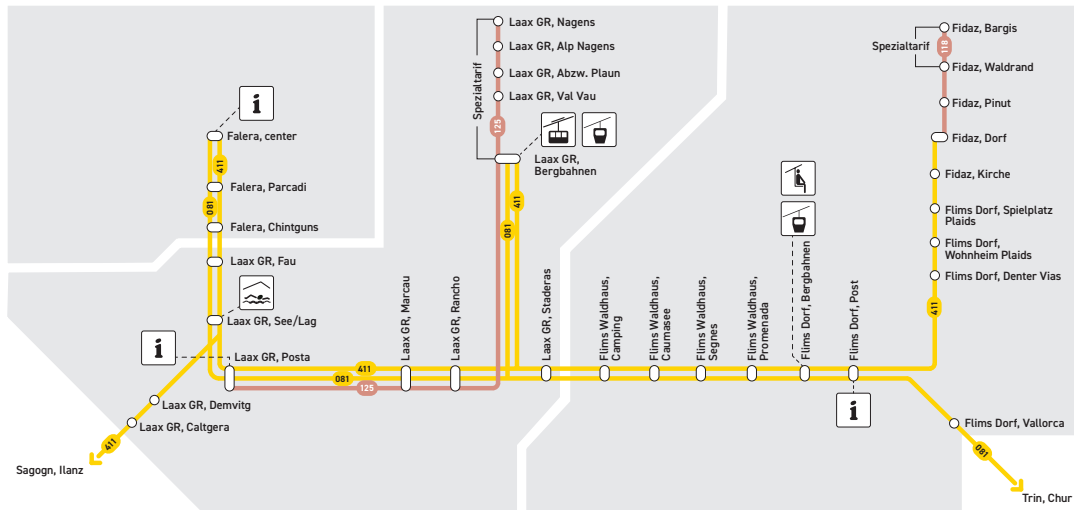 Laax GR, Nagens
Laax GR, Alp Nagens
Laax GR, Abzw. Plaun
Laax GR, Val Vau
Spezialtarif
125
Laax GR,
Bergbahnen
411
081
Fidaz, Bargis
Spezialtarif
118
Fidaz, Waldrand
Fidaz, Pinut
Fidaz, Dorf
Fidaz, Kirche
Flims Dorf, Spielplatz
Plaids
Flims Dorf,
Wohnheim Plaids
Flims Dorf, Denter Vias
411
i
Falera, center
411
Falera, Parcadi
081
Falera, Chintguns
Laax GR, Fau
Laax GR, See/Lag
i
Laax GR, Posta
Laax GR, Marcau
Laax GR, Rancho
Laax GR, Staderas
Flims Waldhaus,
Camping
Flims Waldhaus,
Caumasee
Flims Waldhaus,
Segnes
Flims Waldhaus,
Promenada
Flims Dorf, Bergbahnen
Flims Dorf, Post
411
081
125
i
Laax GR, Demvitg
Laax GR, Caltgera
411
Sagogn, Ilanz
Flims Dorf, Vallorca
081
Trin, Chur